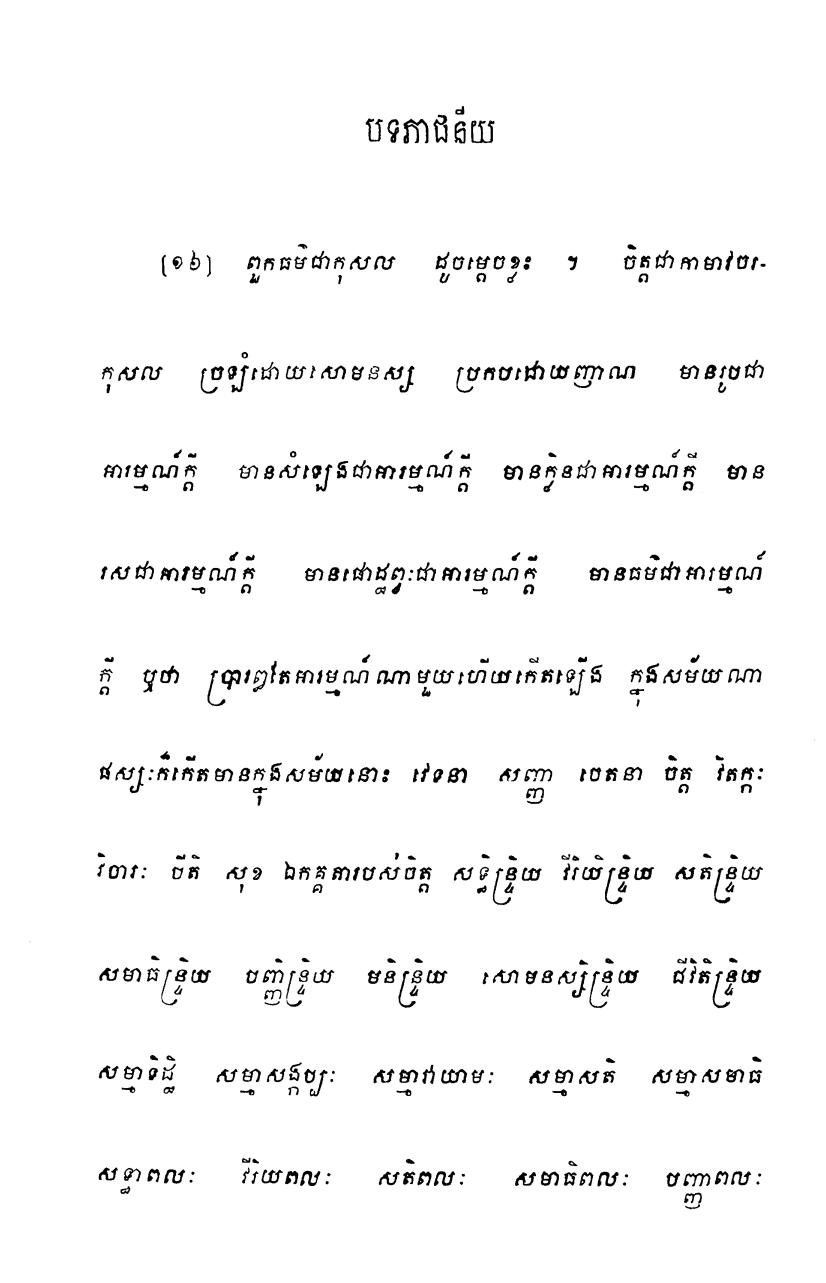 បទភាជនីយ
[១៦] ពួកធម៌ជាកុសល ដូចម្តេចខ្លះ ។ ចិត្តជាកាមាវចរ-
កុសល ច្រឡំដោយសោមនស្ស ប្រកបដោយញាណ មានរូបជា
អារម្មណ៍ក្តី មានសំឡេងជាអារម្មណ៍ក្តី មានក្លិនជាអារម្មណ៍ក្តី មាន
រសជាអារម្មណ៍ក្តី មានផោដ្ឋព្វៈជាអារម្មណ៍ក្តី មានធម៌ជាអារម្មណ៍
ក្តី ឬថា ប្រារព្ធតែអារម្មណ៍ណាមួយហើយកើតឡើង ក្នុងសម័យណា
ផស្សៈក៏កើតមានក្នុងសម័យនោះ វេទនា សញ្ញា ចេតនា ចិត្ត វិតក្កៈ
វិចារៈ បីតិ សុខ ឯកគ្គតារបស់ចិត្ត សទ្ធិន្ទ្រិយ វីរិយិន្ទ្រិយ សតិន្ទ្រិយ
សមាធិន្ទ្រិយ បញ្ញិន្ទ្រិយ មនិន្ទ្រិយ សោមនស្សិន្ទ្រិយ ជីវិតិន្ទ្រិយ
សម្មាទិដ្ឋិ សម្មាសង្កប្បៈ សម្មាវាយាមៈ សម្មាសតិ សម្មាសមាធិ
សទ្ធាពលៈ វីរិយពលៈ សតិពលៈ សមាធិពលៈ បញ្ញាពលៈ